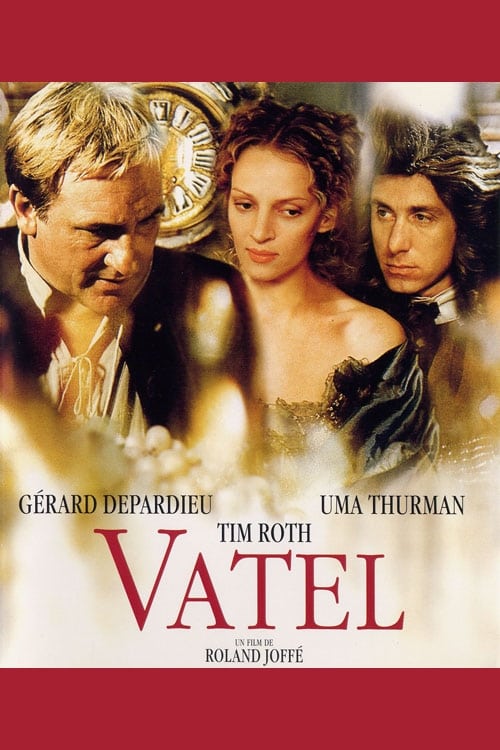 GÉRARD DEPARDIEU UMA THURMAN
TIM ROTH
VATEL
UN FILM DE
ROLAND JOFFÉ